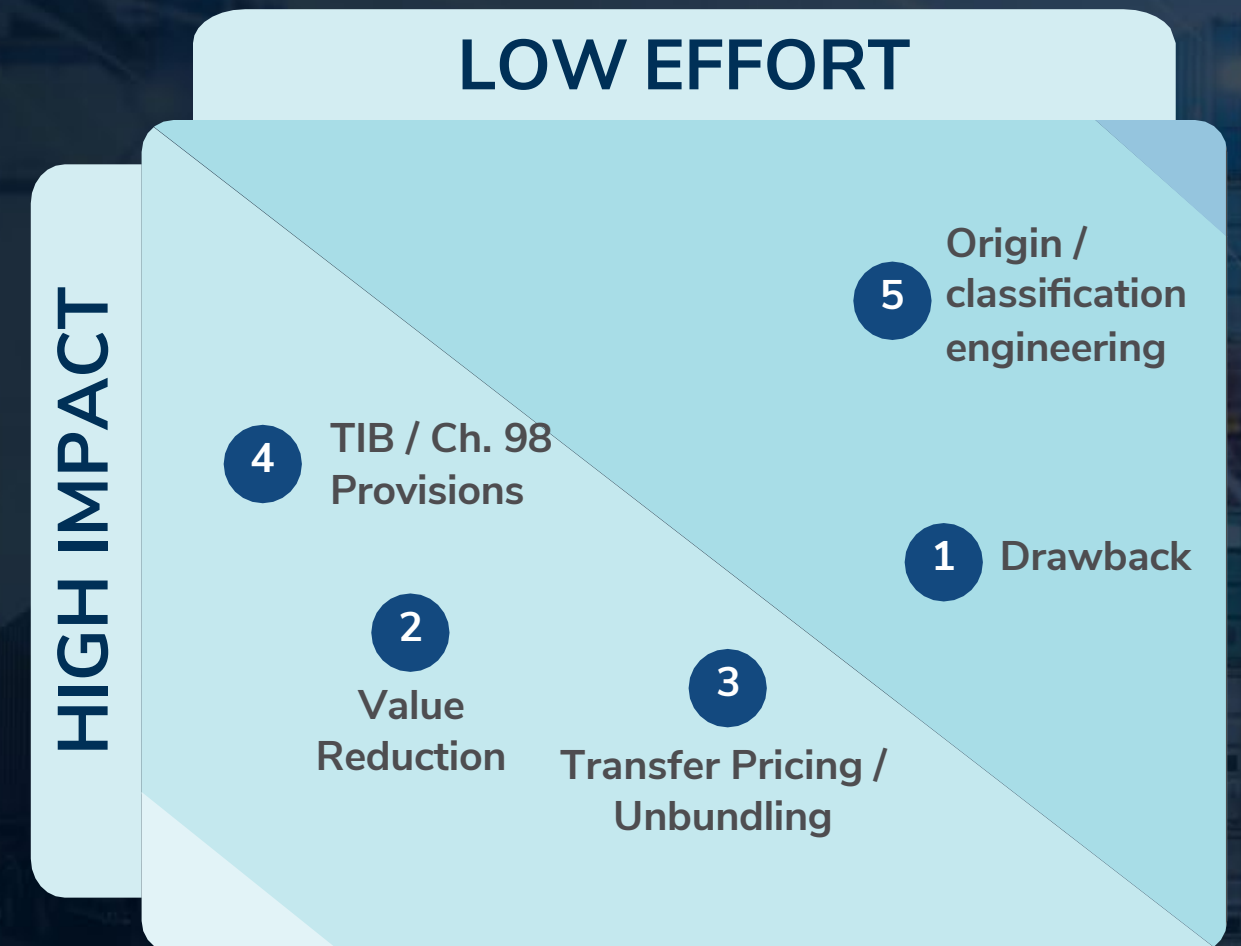 LOW EFFORT
HIGH IMPACT
5
Origin /
classification
engineering
4
TIB / Ch. 98
Provisions
1
Drawback
2
Value
Reduction
3
Transfer Pricing /
Unbundling